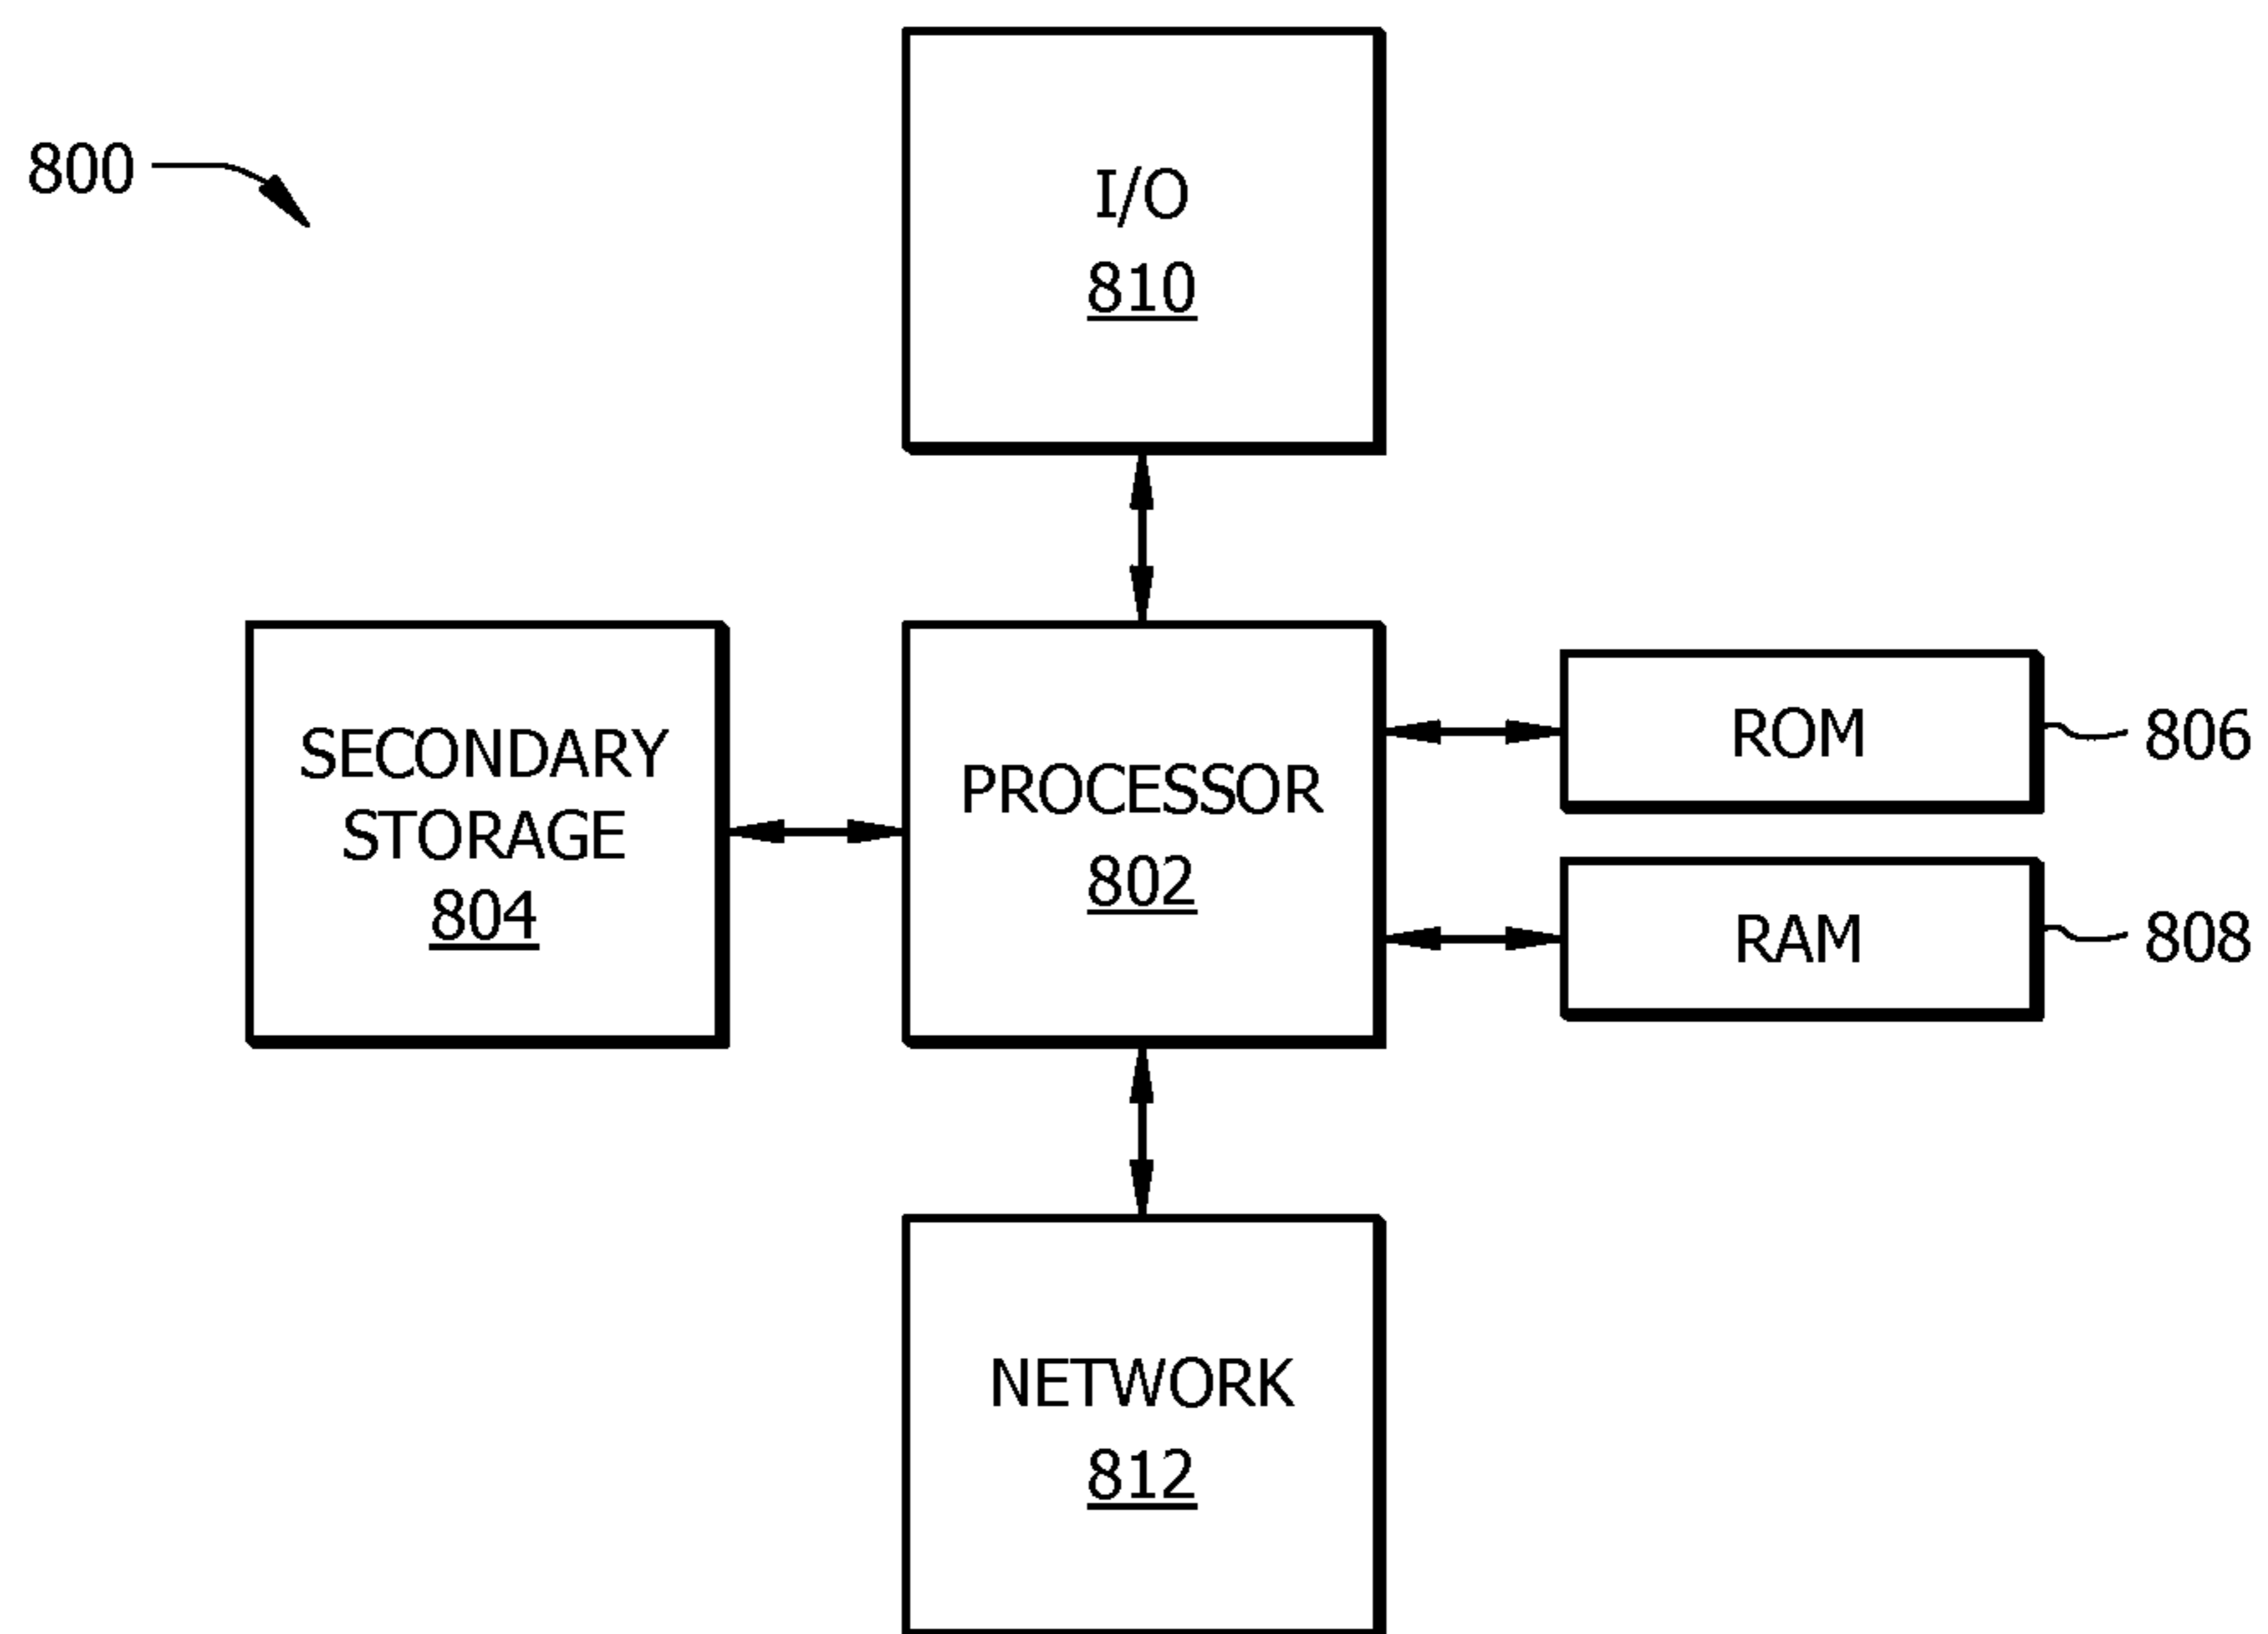 800
I/O
810
SECONDARY
STORAGE
804
PROCESSOR
802
ROM
806
RAM
808
NETWORK
812